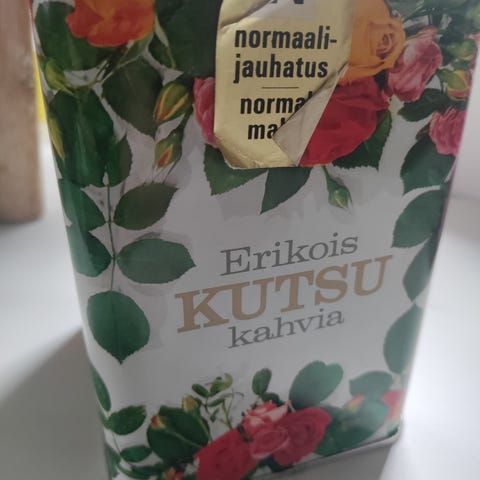 N
normaali-
jauhatus
Erikois
KUTSU
kahvia